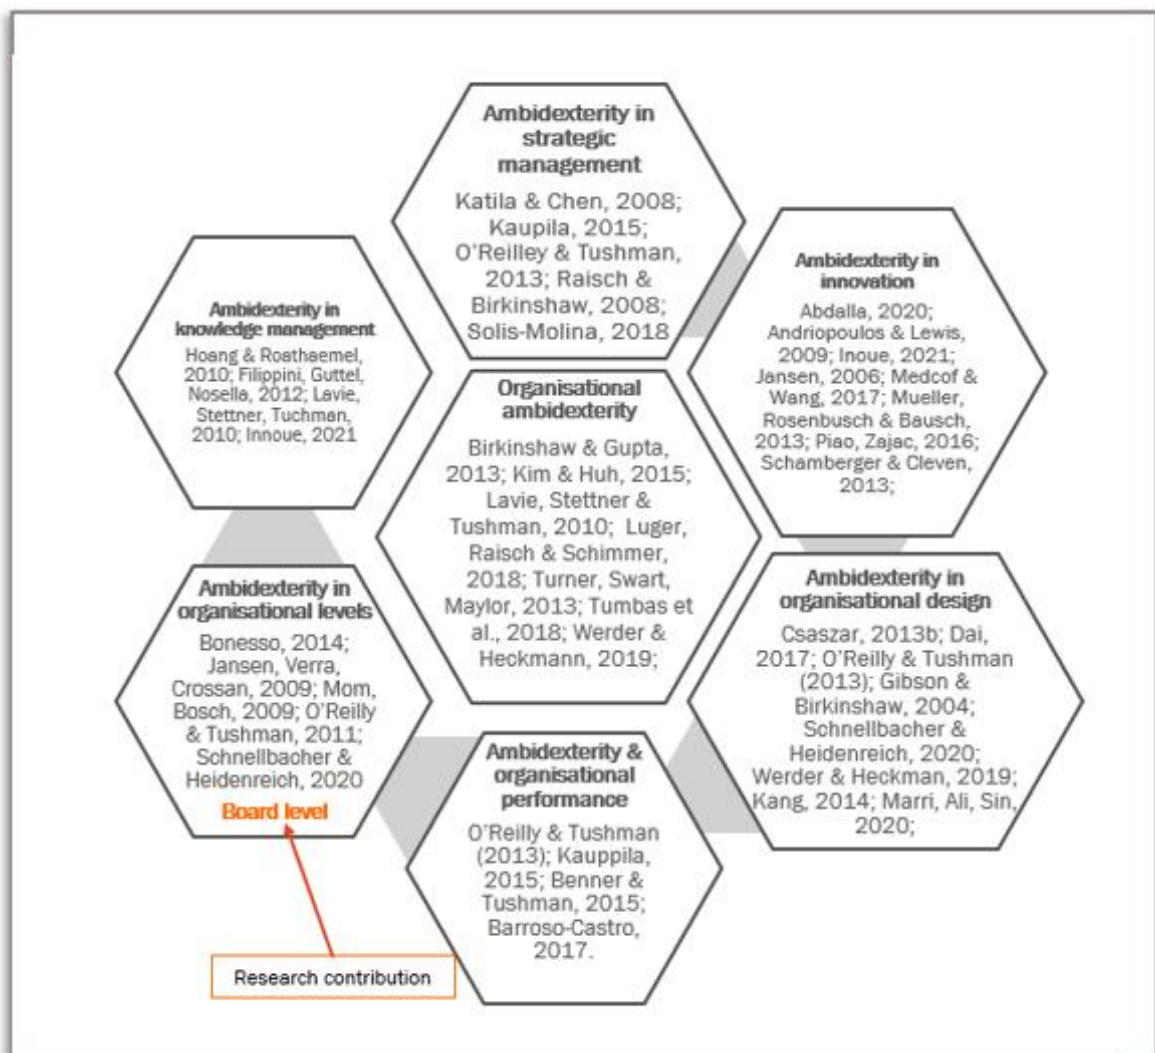 Ambidexterity in
strategic
management
Katila & Chen, 2008;
Kaupila, 2015;
O'Reilley & Tushman,
2013; Raisch &
Birkinshaw, 2008;
Solis-Molina, 2018
Ambidexterity in
innovation
Abdalla, 2020;
Andriopoulos & Lewis,
2009; Inoue, 2021;
Jansen, 2006; Medcof &
Wang, 2017; Mueller,
Rosenbusch & Bausch,
2013; Piao, Zajac, 2016;
Schamberger & Cleven,
2013;
Ambidexterity in
knowledge management
Hoang & Roathaemel,
2010; Filippini, Guttel,
Nosella, 2012; Lavie,
Stettner, Tuchman,
2010; Innoue, 2021
Organisational
ambidexterity
Birkinshaw & Gupta,
2013; Kim & Huh, 2015;
Lavie, Stettner &
Tushman, 2010; Luger,
Raisch & Schimmer,
2018; Turner, Swart,
Maylor, 2013; Tumbas et
al., 2018; Werder &
Heckmann, 2019;
Ambidexterity in
organisational levels
Bonesso, 2014;
Jansen, Verra,
Crossan, 2009; Mom,
Bosch, 2009; O'Reilly
& Tushman, 2011;
Schnellbacher &
Heidenreich, 2020
Board level
Ambidexterity in
organisational design
Csaszar, 2013b; Dai,
2017; O'Reilly & Tushman
(2013); Gibson &
Birkinshaw, 2004;
Schnellbacher &
Heidenreich, 2020;
Werder & Heckman, 2019;
Kang, 2014; Marri, Ali, Sin,
2020;
Ambidexterity &
organisational
performance
O'Reilly & Tushman
(2013); Kauppila,
2015; Benner &
Tushman, 2015;
Barroso-Castro,
2017.
Research contribution